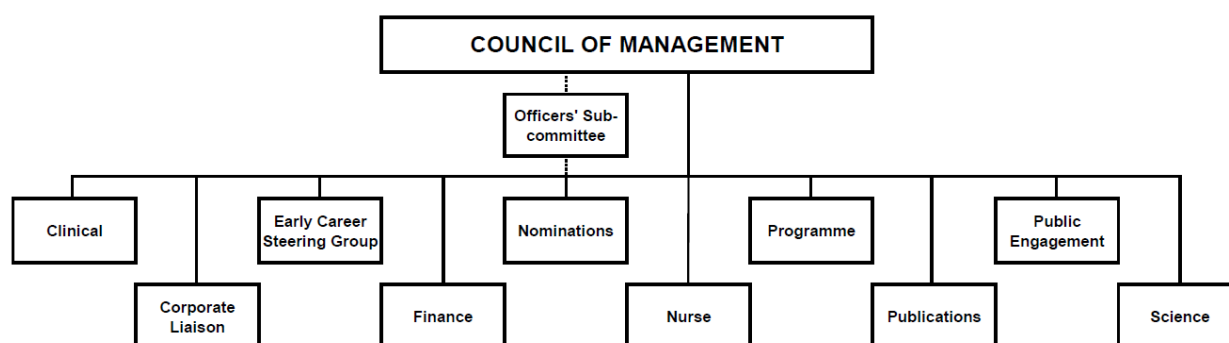 COUNCIL OF MANAGEMENT
Officers' Sub-
committee
Clinical
Early Career
Steering Group
Nominations
Programme
Public
Engagement
Corporate
Liaison
Finance
Nurse
Publications
Science